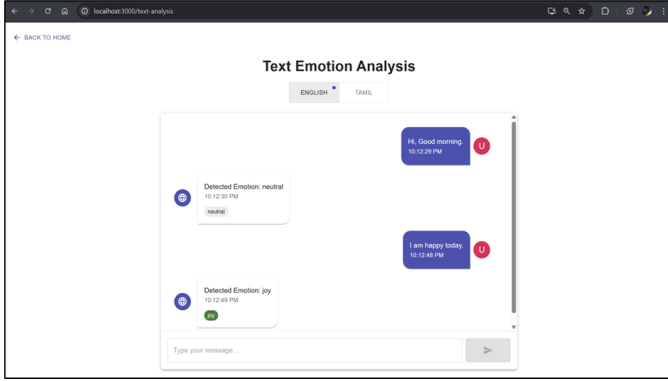 localhost:3000/text-analysis
BACK TO HOME
Text Emotion Analysis
ENGLISH TAMIL
Hi, Good morning.
10:12:29 PM
U
Detected Emotion: neutral
10:12:30 PM
neutral
I am happy today.
10:12:48 PM
U
Detected Emotion: joy
10:12:49 PM
joy
Type your message...